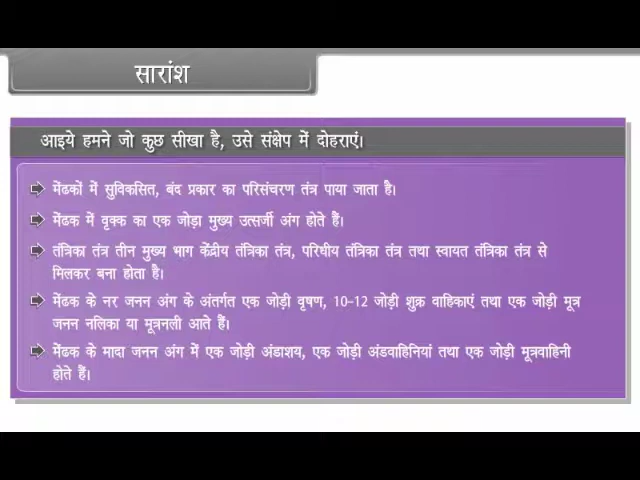 सारांश
आइये हमने जो कुछ सीखा है, उसे संक्षेप में दोहराएं।
मेंढकों में सुविकसित, बंद प्रकार का परिसंचरण तंत्र पाया जाता है।
मेंढक में वृक्क का एक जोड़ा मुख्य उत्सर्जी अंग होते हैं।
तंत्रिका तंत्र तीन मुख्य भाग केंद्रीय तंत्रिका तंत्र, परिधीय तंत्रिका तंत्र तथा स्वायत तंत्रिका तंत्र से
मिलकर बना होता है।
मेंढक के नर जनन अंग के अंतर्गत एक जोड़ी वृषण, 10-12 जोड़ी शुक्र वाहिकाएं तथा एक जोड़ी मूत्र
जनन नलिका या मूत्रनली आते हैं।
मेंढक के मादा जनन अंग में एक जोड़ी अंडाशय, एक जोड़ी अंडवाहिनियां तथा एक जोड़ी मूत्रवाहिनी
होते हैं।